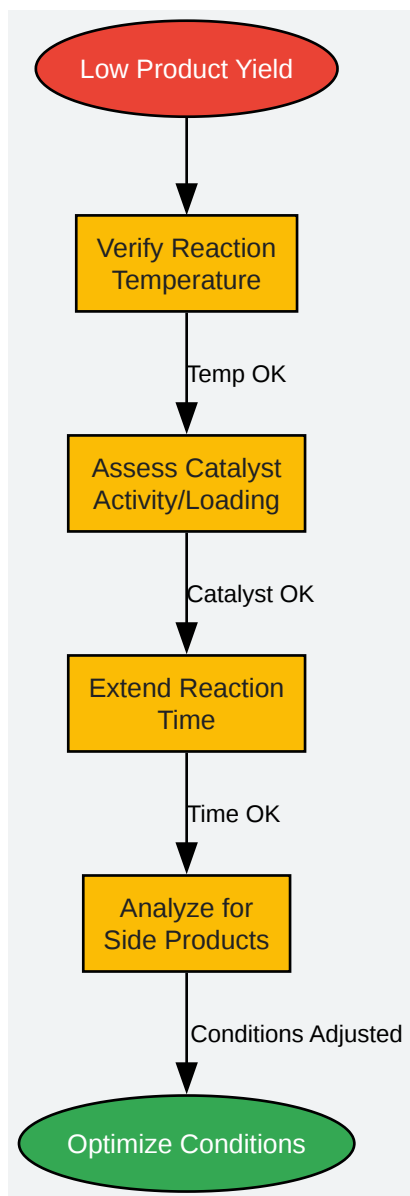 Low Product Yield
Verify Reaction
Temperature
Temp OK
Assess Catalyst
Activity/Loading
Catalyst OK
Extend Reaction
Time
Time OK
Analyze for
Side Products
Conditions Adjusted
Optimize Conditions